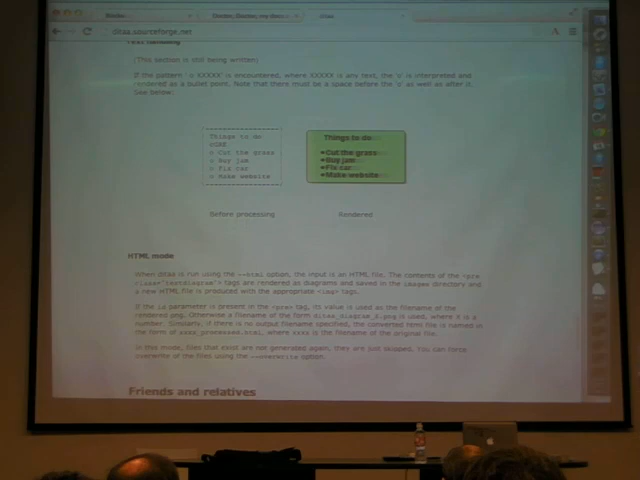 ditaa.sourceforge.net
(This section is still being written)
If the pattern ' o XXXXX' is encountered, where XXXXX is any text, the 'o' is interpreted and
rendered as a bullet point. Note that there must be a space before the 'o' as well as after it.
See below:
Things to do
cGRE
o Cut the grass
o Buy jam
o Fix car
o Make website
Things to do
•Cut the grass
•Buy jam
•Fix car
•Make website
Before processing
Rendered
HTML mode
When ditaa is run using the --html option, the input is an HTML file. The contents of the <pre
class="textdiagram"> tags are rendered as diagrams and saved in the images directory and
a new HTML file is produced with the appropriate <img> tags.
If the id parameter is present in the <pre> tag, its value is used as the filename of the
rendered png. Otherwise a filename of the form ditaa_diagram_X.png is used, where X is a
number. Similarly, if there is no output filename specified, the converted html file is named in
the form of xxxx_processed.html, where xxxx is the filename of the original file.
In this mode, files that exist are not generated again, they are just skipped. You can force
overwrite of the files using the --overwrite option.
Friends and relatives